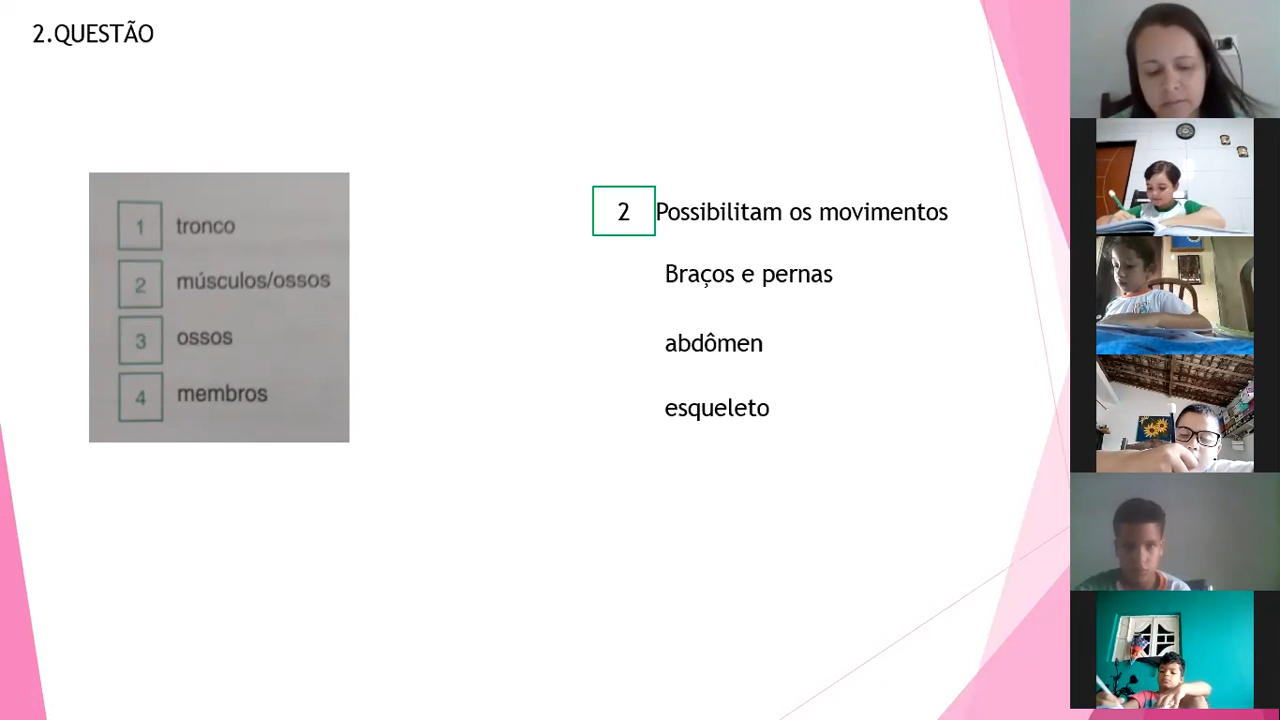 2.QUESTÃO
1 tronco
2 músculos/ossos
3 ossos
4 membros
2 Possibilitam os movimentos
Braços e pernas
abdômen
esqueleto